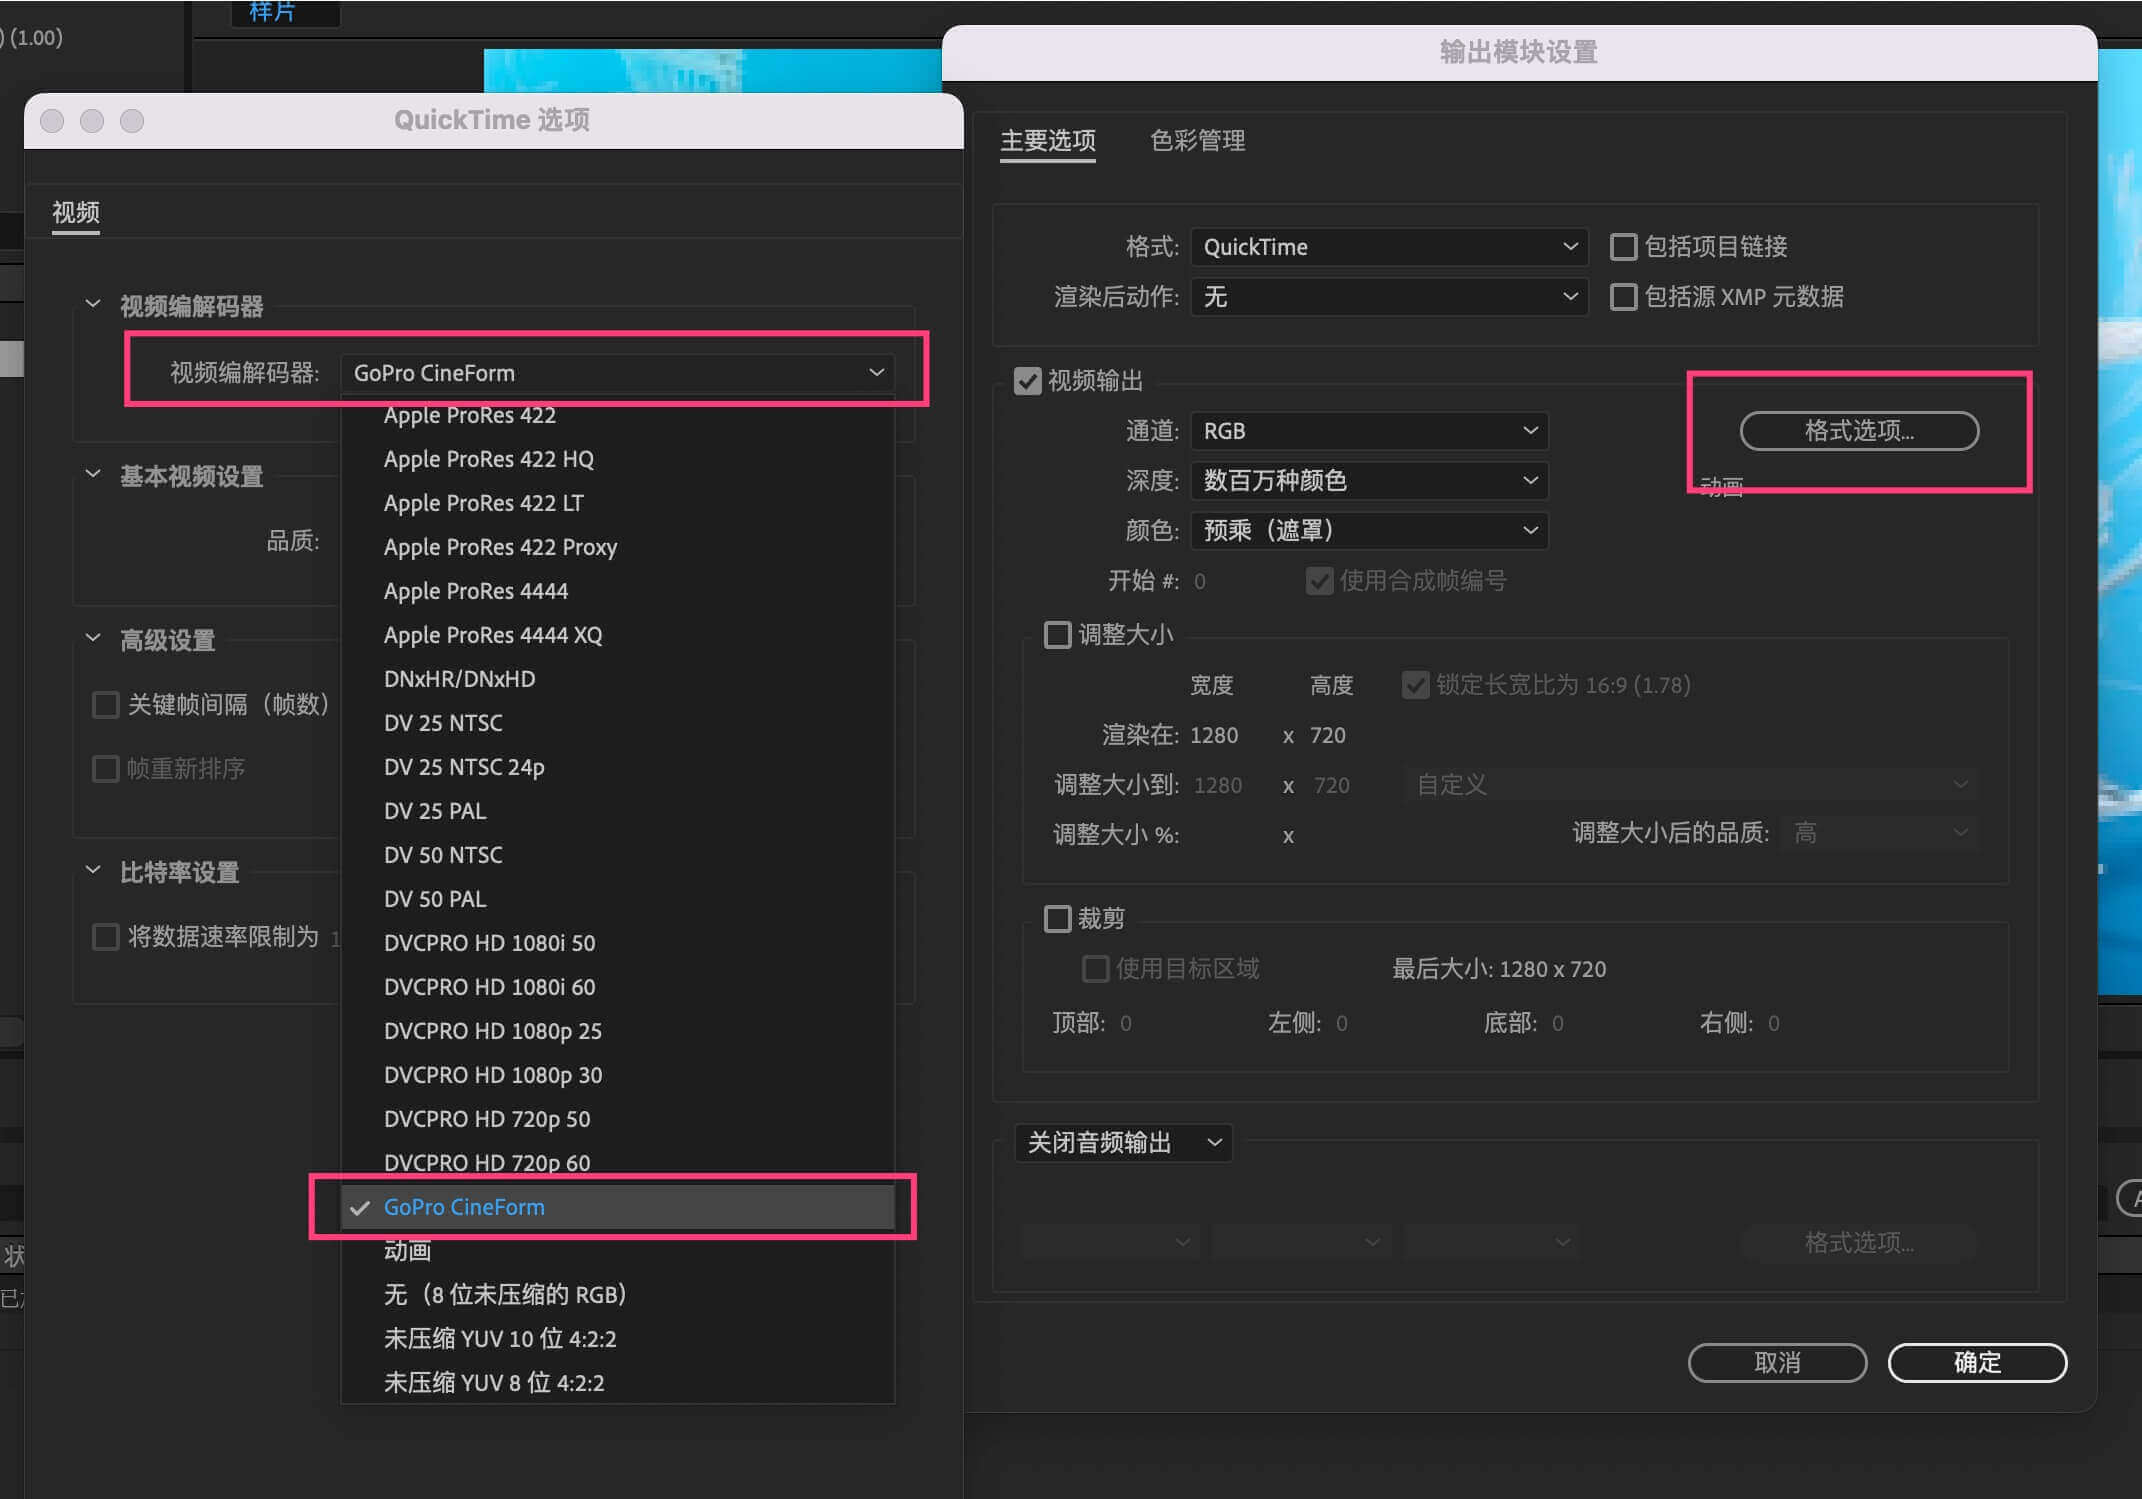 样片
(1.00)
输出模块设置
QuickTime 选项
主要选项 色彩管理
视频
格式: QuickTime 包括项目链接
渲染后动作: 无 包括源 XMP 元数据
视频编解码器
视频编解码器: GoPro CineForm
Apple ProRes 422
Apple ProRes 422 HQ
Apple ProRes 422 LT
Apple ProRes 422 Proxy
Apple ProRes 4444
Apple ProRes 4444 XQ
DNxHR/DNxHD
DV 25 NTSC
DV 25 NTSC 24p
DV 25 PAL
DV 50 NTSC
DV 50 PAL
DVCPRO HD 1080i 50
DVCPRO HD 1080i 60
DVCPRO HD 1080p 25
DVCPRO HD 1080p 30
DVCPRO HD 720p 50
DVCPRO HD 720p 60
GoPro CineForm
动画
无（8 位未压缩的 RGB）
未压缩 YUV 10 位 4:2:2
未压缩 YUV 8 位 4:2:2
基本视频设置
品质:
高级设置
关键帧间隔（帧数）
帧重新排序
比特率设置
将数据速率限制为 1
视频输出
通道: RGB
格式选项...
深度: 数百万种颜色
动画
颜色: 预乘（遮罩）
开始 #: 0 使用合成帧编号
调整大小
宽度 高度 锁定长宽比为 16:9 (1.78)
渲染在: 1280 x 720
调整大小到: 1280 x 720 自定义
调整大小 %: x 调整大小后的品质: 高
裁剪
使用目标区域 最后大小: 1280 x 720
顶部: 0 左侧: 0 底部: 0 右侧: 0
关闭音频输出
格式选项...
取消 确定
状